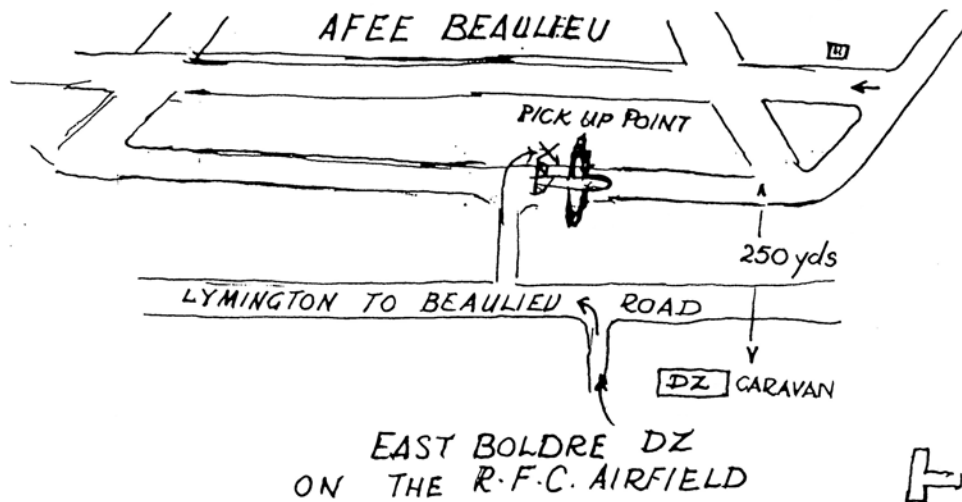 AFEE BEAULIEU
PICK UP POINT
X
250 yds
LYMINGTON TO BEAULIEU ROAD
DZ CARAVAN
EAST BOLDRE DZ
ON THE R.F.C. AIRFIELD